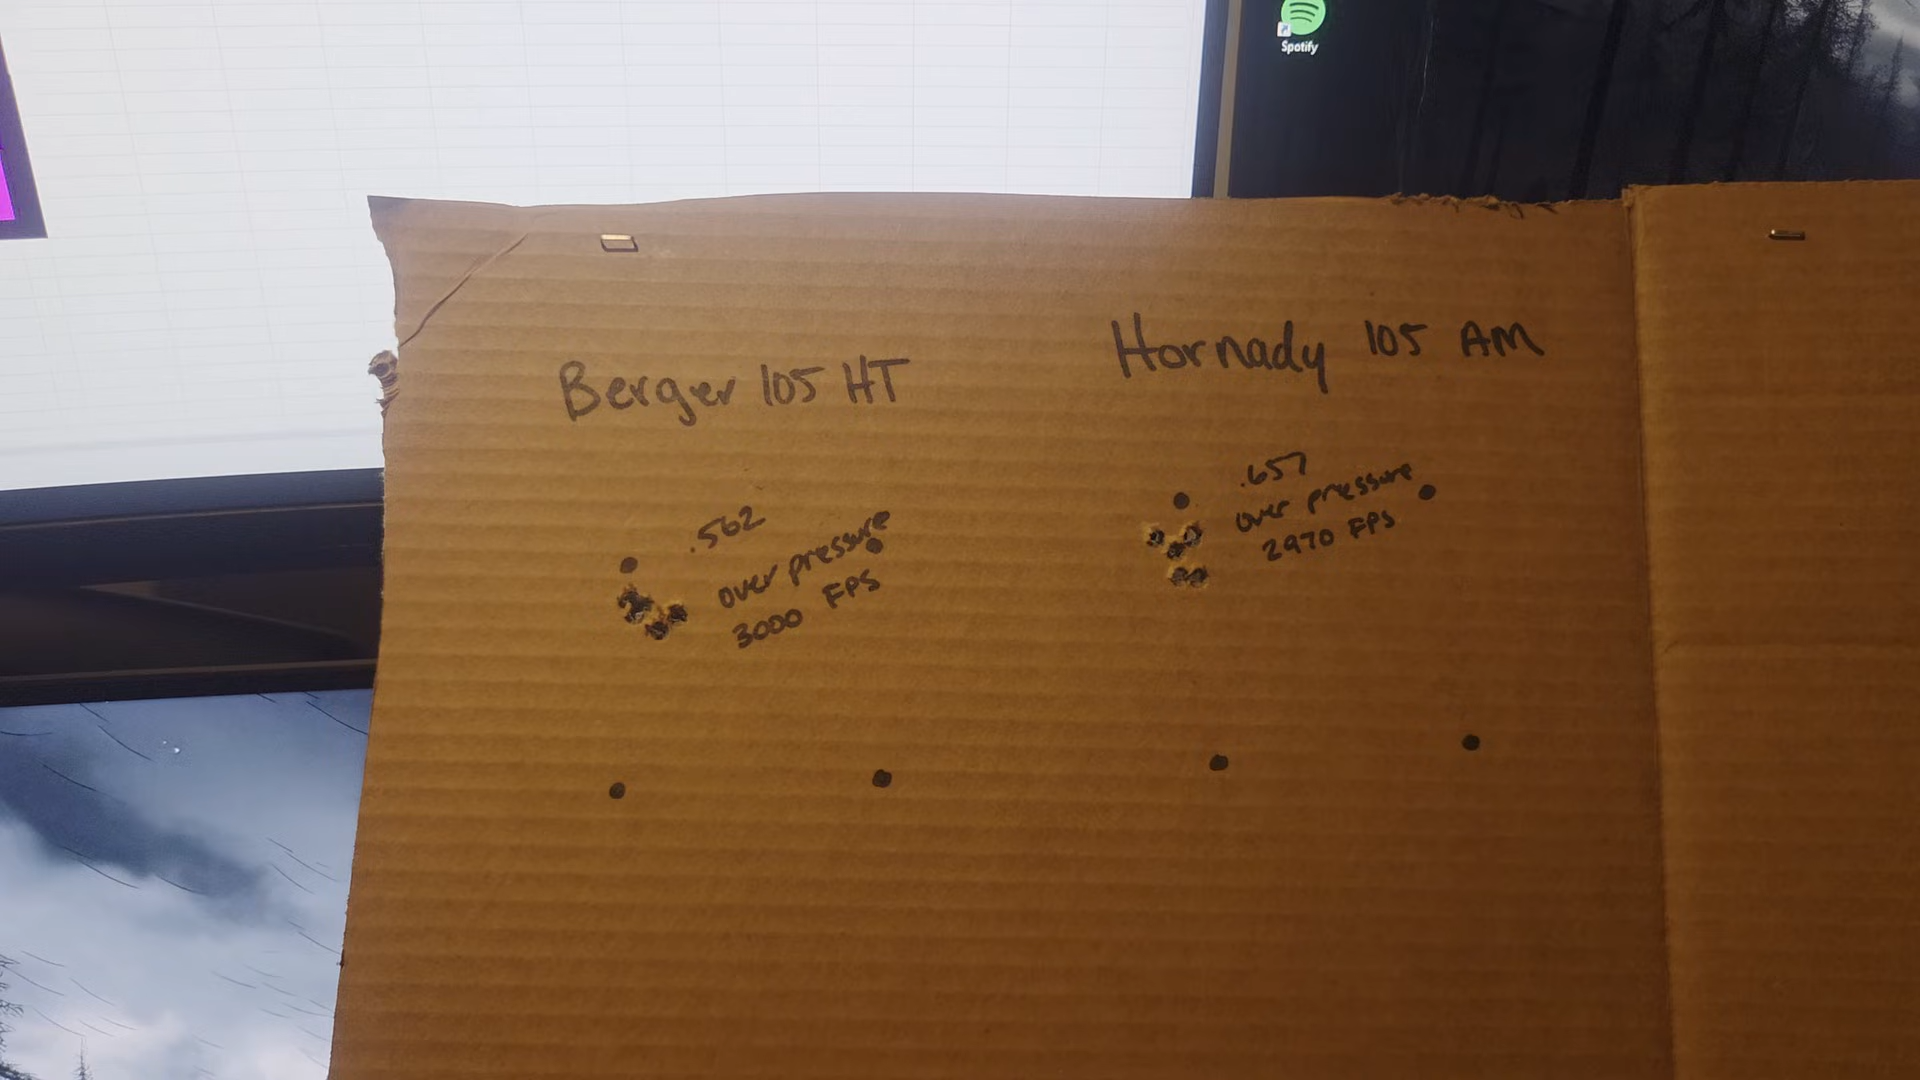 Spotify
Berger 105 HT
Hornady 105 AM
.562
over pressure
3000 FPS
.657
over pressure
2970 FPS